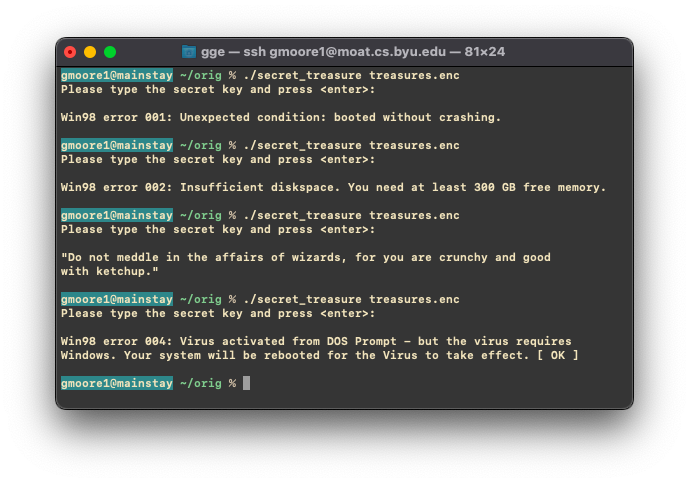 gge — ssh gmoore1@moat.cs.byu.edu — 81×24
gmoore1@mainstay ~/orig % ./secret_treasure treasures.enc
Please type the secret key and press <enter>:
Win98 error 001: Unexpected condition: booted without crashing.
gmoore1@mainstay ~/orig % ./secret_treasure treasures.enc
Please type the secret key and press <enter>:
Win98 error 002: Insufficient diskspace. You need at least 300 GB free memory.
gmoore1@mainstay ~/orig % ./secret_treasure treasures.enc
Please type the secret key and press <enter>:
"Do not meddle in the affairs of wizards, for you are crunchy and good
with ketchup."
gmoore1@mainstay ~/orig % ./secret_treasure treasures.enc
Please type the secret key and press <enter>:
Win98 error 004: Virus activated from DOS Prompt – but the virus requires
Windows. Your system will be rebooted for the Virus to take effect. [ OK ]
gmoore1@mainstay ~/orig %